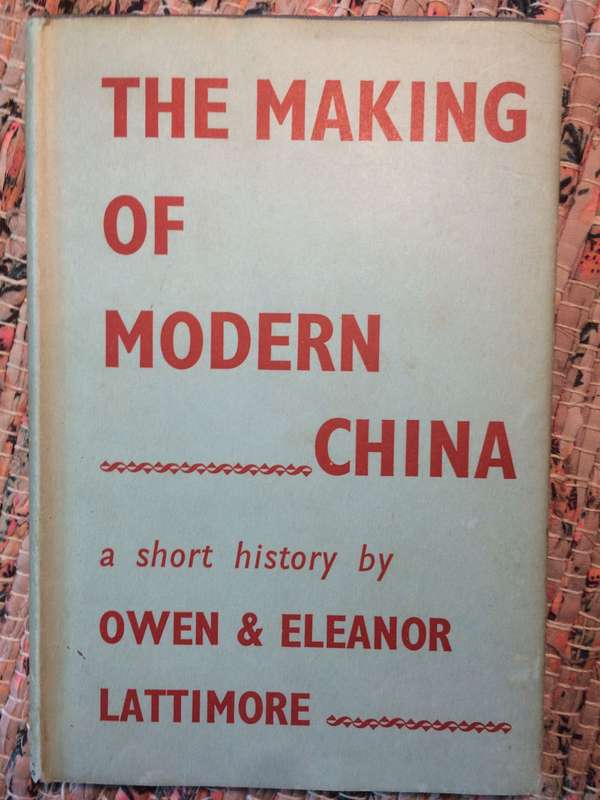 THE MAKING
OF
MODERN
CHINA
a short history by
OWEN & ELEANOR
LATTIMORE